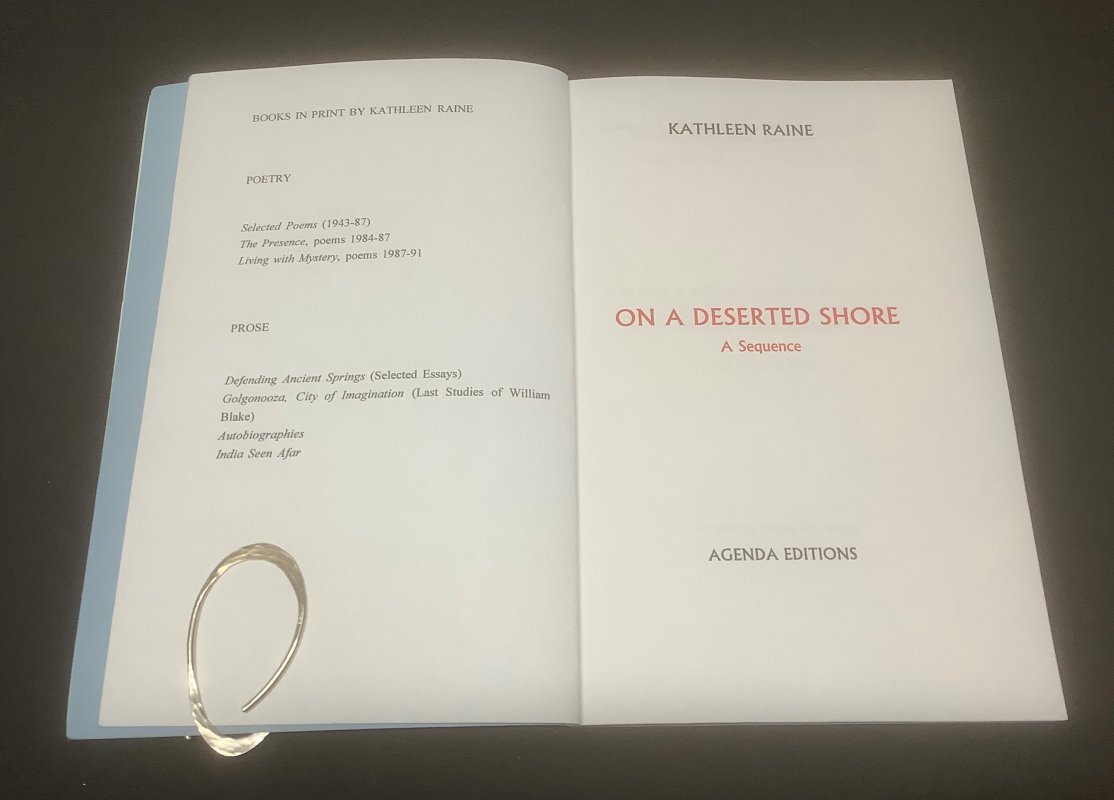 BOOKS IN PRINT BY KATHLEEN RAINE
POETRY
Selected Poems (1943-87)
The Presence, poems 1984-87
Living with Mystery, poems 1987-91
PROSE
Defending Ancient Springs (Selected Essays)
Golgonooza, City of Imagination (Last Studies of William
Blake)
Autobiographies
India Seen Afar
KATHLEEN RAINE
ON A DESERTED SHORE
A Sequence
AGENDA EDITIONS